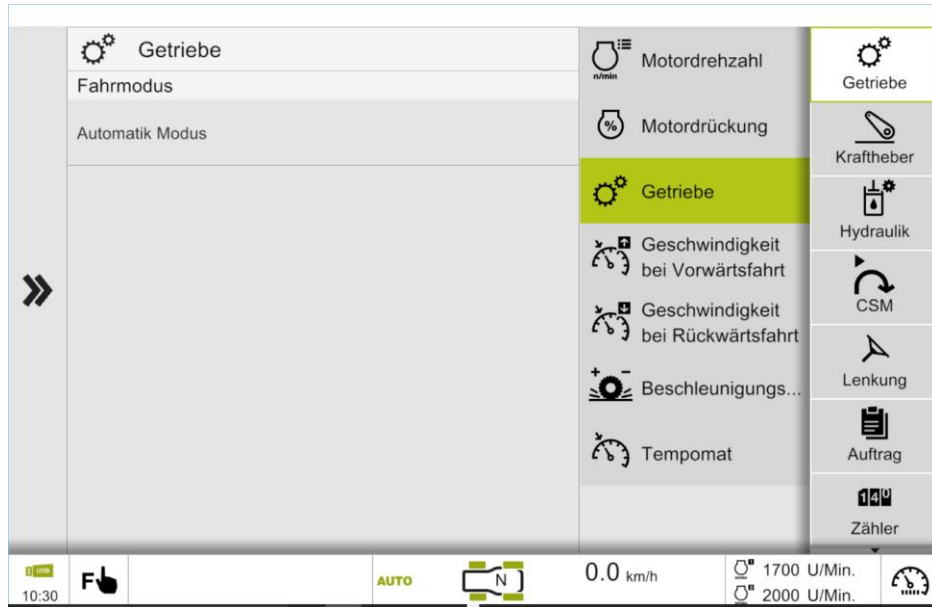 Getriebe
Fahrmodus
Automatik Modus
n/min
Motordrehzahl
%
Motordrückung
Getriebe
Geschwindigkeit
bei Vorwärtsfahrt
Geschwindigkeit
bei Rückwärtsfahrt
+ −
Beschleunigungs...
Tempomat
Getriebe
Kraftheber
Hydraulik
CSM
Lenkung
Auftrag
140
Zähler
USB
10:30
F
AUTO
N
0.0 km/h
1700 U/Min.
2000 U/Min.